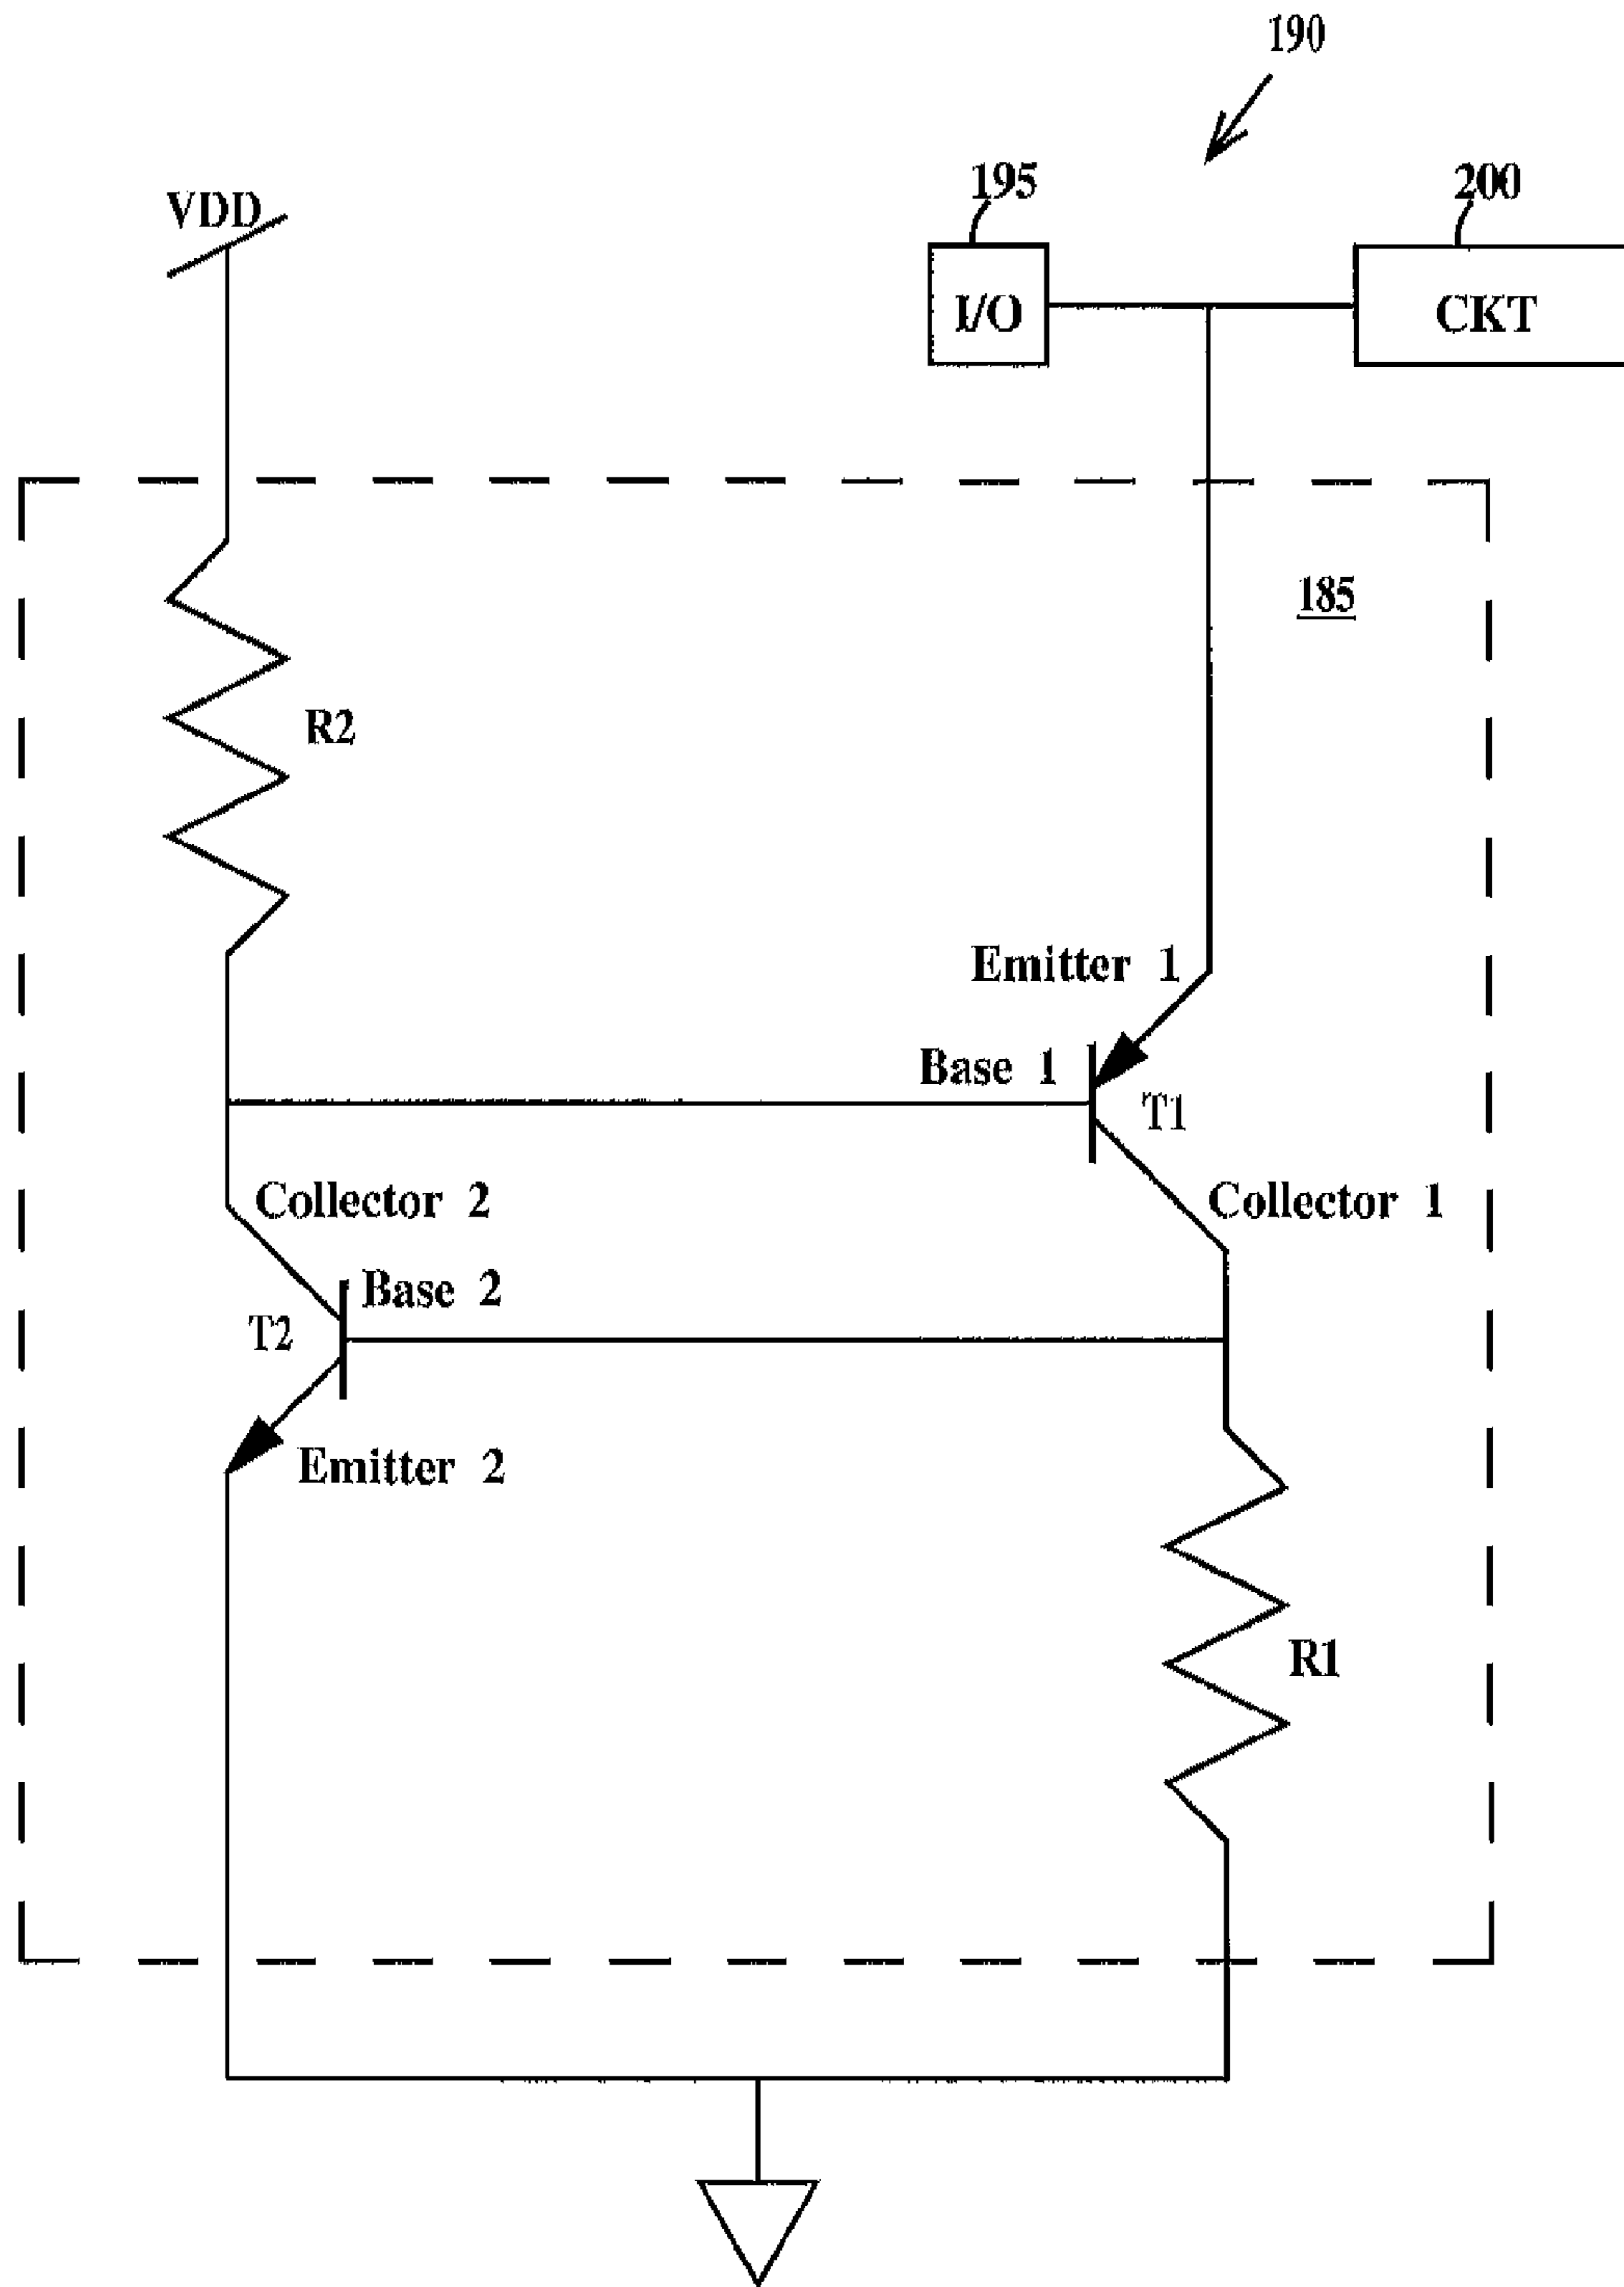 190
195
200
VDD
I/O
CKT
185
R2
Emitter 1
Base 1
T1
Collector 2
Collector 1
Base 2
T2
Emitter 2
R1